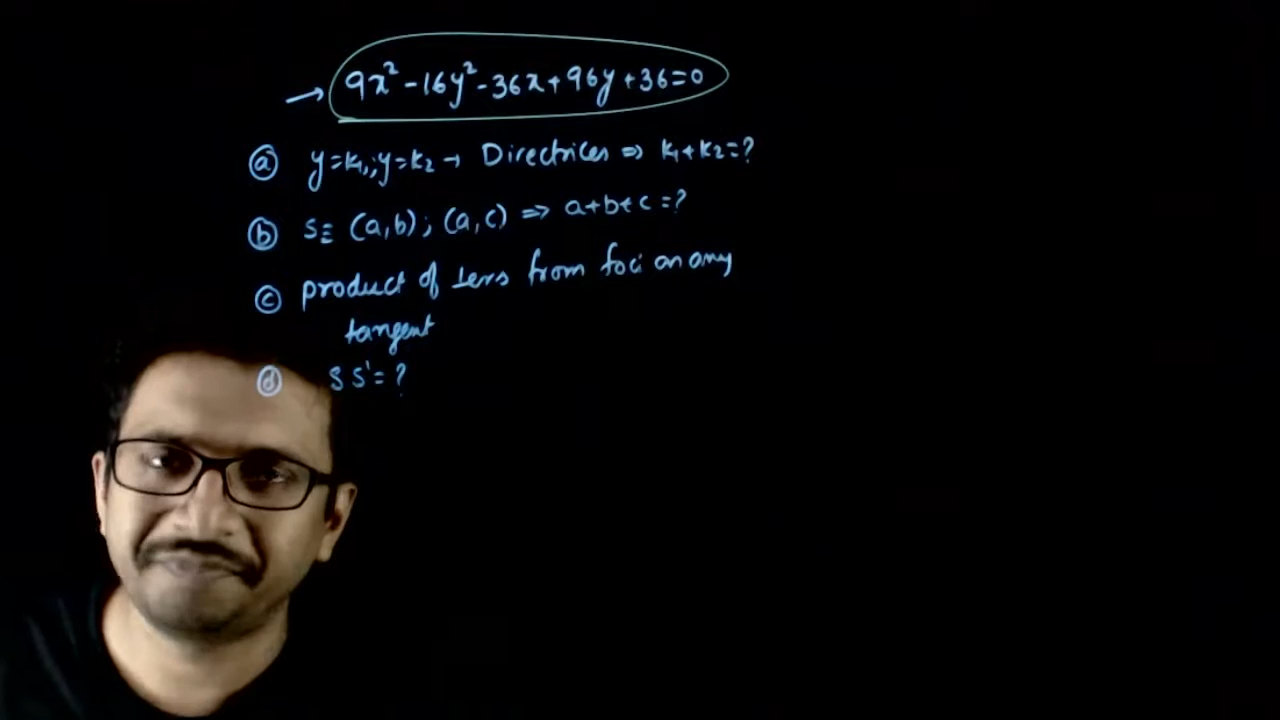 → 9x² - 16y² - 36x + 96y + 36 = 0
ⓐ y = k₁, ; y = k₂ → Directrices ⇒ k₁ + k₂ = ?
ⓑ S ≡ (a, b) ; (a, c) ⇒ a + b + c = ?
ⓒ product of ⊥ers from foci on any
tangent
ⓓ S S' = ?